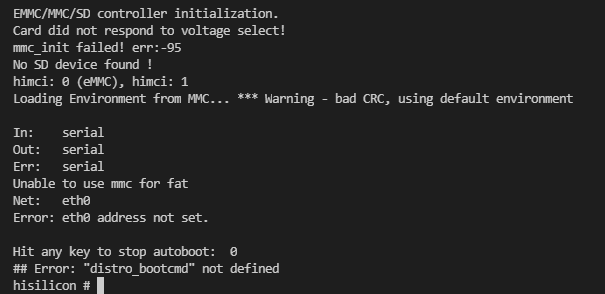 EMMC/MMC/SD controller initialization.
Card did not respond to voltage select!
mmc_init failed! err:-95
No SD device found !
himci: 0 (eMMC), himci: 1
Loading Environment from MMC... *** Warning - bad CRC, using default environment
In:    serial
Out:   serial
Err:   serial
Unable to use mmc for fat
Net:   eth0
Error: eth0 address not set.
Hit any key to stop autoboot:  0
## Error: "distro_bootcmd" not defined
hisilicon #